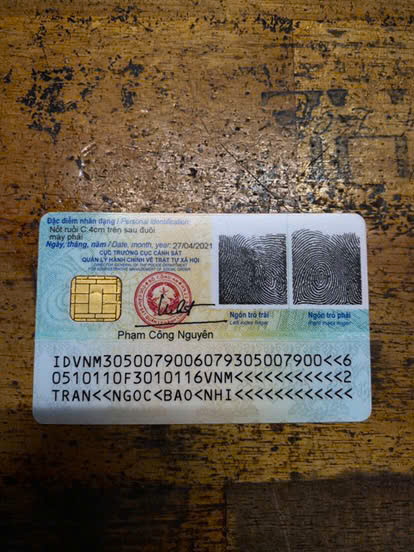 Đặc điểm nhân dạng / Personal identification:
Nốt ruồi C:4cm trên sau đuôi
mày phải
Ngày, tháng, năm / Date, month, year: 27/04/2021
CỤC TRƯỞNG CỤC CẢNH SÁT
QUẢN LÝ HÀNH CHÍNH VỀ TRẬT TỰ XÃ HỘI
DIRECTOR GENERAL OF THE POLICE DEPARTMENT
FOR ADMINISTRATIVE MANAGEMENT OF SOCIAL ORDER
Phạm Công Nguyên
Ngón trỏ trái
Left index finger
Ngón trỏ phải
Right index finger
IDVNM3050079006079305007900<<6
0510110F3010116VNM<<<<<<<<<<<2
TRAN<<NGOC<BAO<NHI<<<<<<<<<<<<